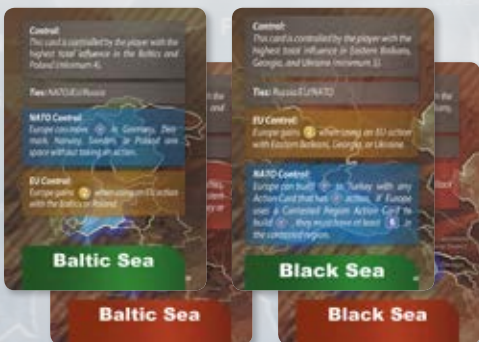 Control:
This card is controlled by the player with the
highest total influence in the Baltics and
Poland (minimum 4).
Ties: NATO/EU/Russia
NATO Control:
Europe can move in Germany, Den-
mark, Norway, Sweden, or Poland one
space without taking an action.
EU Control:
Europe gains 2 when using an EU action
with the Baltics or Poland.
Baltic Sea
Control:
This card is controlled by the player with the
highest total influence in Eastern Balkans,
Georgia, and Ukraine (minimum 3).
Ties: Russia/EU/NATO
EU Control:
Europe gains 2 when using an EU action
with Eastern Balkans, Georgia, or Ukraine.
NATO Control:
Europe can build in Turkey with any
Action Card that has action. If Europe
uses a Contested Region Action Card to
build , they must have at least 6 in
the contested region.
Black Sea
Baltic Sea
Black Sea